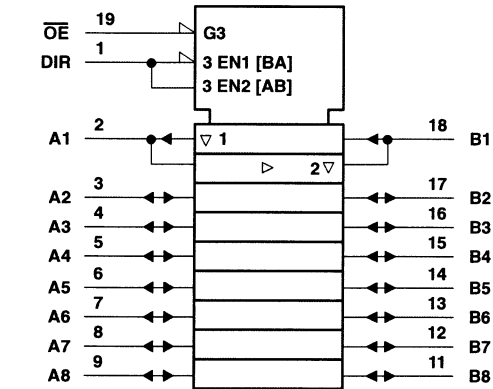 OE 19 G3
DIR 1 3 EN1 [BA]
3 EN2 [AB]
A1 2 1 18 B1
2
A2 3 17 B2
A3 4 16 B3
A4 5 15 B4
A5 6 14 B5
A6 7 13 B6
A7 8 12 B7
A8 9 11 B8